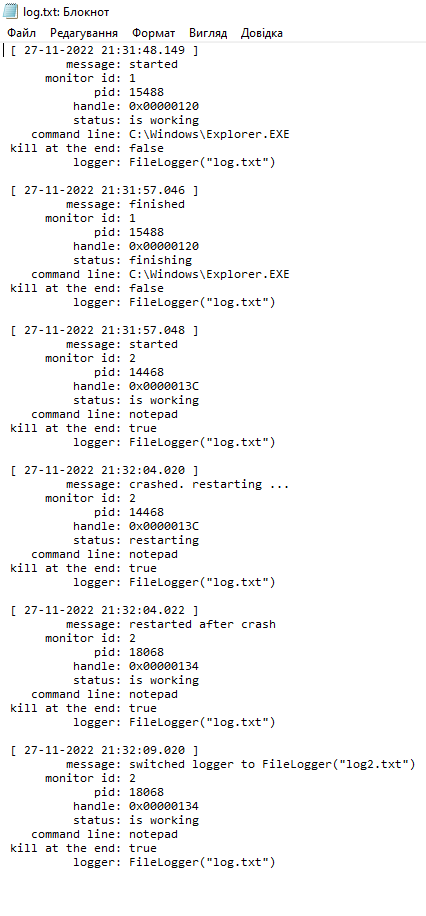 log.txt: Блокнот
Файл Редагування Формат Вигляд Довідка
[ 27-11-2022 21:31:48.149 ]
message: started
monitor id: 1
pid: 15488
handle: 0x00000120
status: is working
command line: C:\Windows\Explorer.EXE
kill at the end: false
logger: FileLogger("log.txt")
[ 27-11-2022 21:31:57.046 ]
message: finished
monitor id: 1
pid: 15488
handle: 0x00000120
status: finishing
command line: C:\Windows\Explorer.EXE
kill at the end: false
logger: FileLogger("log.txt")
[ 27-11-2022 21:31:57.048 ]
message: started
monitor id: 2
pid: 14468
handle: 0x0000013C
status: is working
command line: notepad
kill at the end: true
logger: FileLogger("log.txt")
[ 27-11-2022 21:32:04.020 ]
message: crashed. restarting ...
monitor id: 2
pid: 14468
handle: 0x0000013C
status: restarting
command line: notepad
kill at the end: true
logger: FileLogger("log.txt")
[ 27-11-2022 21:32:04.022 ]
message: restarted after crash
monitor id: 2
pid: 18068
handle: 0x00000134
status: is working
command line: notepad
kill at the end: true
logger: FileLogger("log.txt")
[ 27-11-2022 21:32:09.020 ]
message: switched logger to FileLogger("log2.txt")
monitor id: 2
pid: 18068
handle: 0x00000134
status: is working
command line: notepad
kill at the end: true
logger: FileLogger("log.txt")